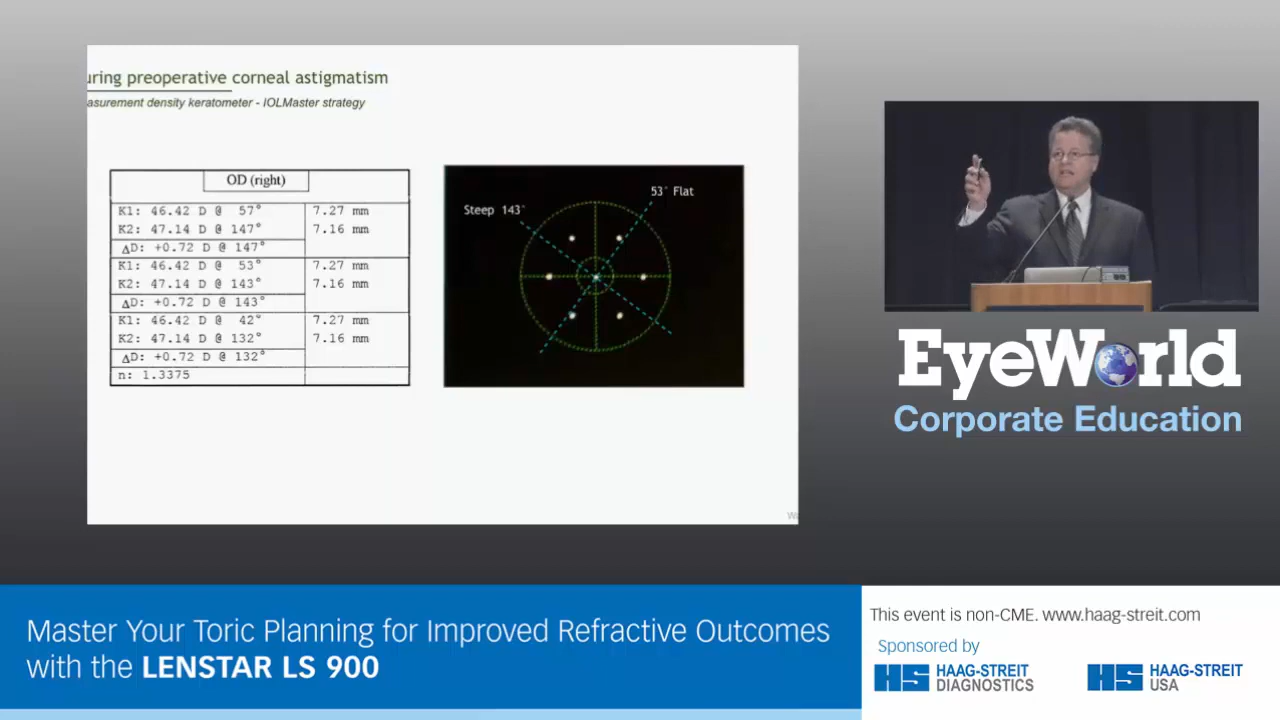 uring preoperative corneal astigmatism
asurement density keratometer - IOLMaster strategy
OD (right)
K1: 46.42 D @ 57° 7.27 mm
K2: 47.14 D @ 147° 7.16 mm
ΔD: +0.72 D @ 147°
K1: 46.42 D @ 53° 7.27 mm
K2: 47.14 D @ 143° 7.16 mm
ΔD: +0.72 D @ 143°
K1: 46.42 D @ 42° 7.27 mm
K2: 47.14 D @ 132° 7.16 mm
ΔD: +0.72 D @ 132°
n: 1.3375
53° Flat
Steep 143°
EyeWorld
Corporate Education
Master Your Toric Planning for Improved Refractive Outcomes
with the LENSTAR LS 900
This event is non-CME. www.haag-streit.com
Sponsored by
HS HAAG-STREIT
DIAGNOSTICS
HS HAAG-STREIT
USA